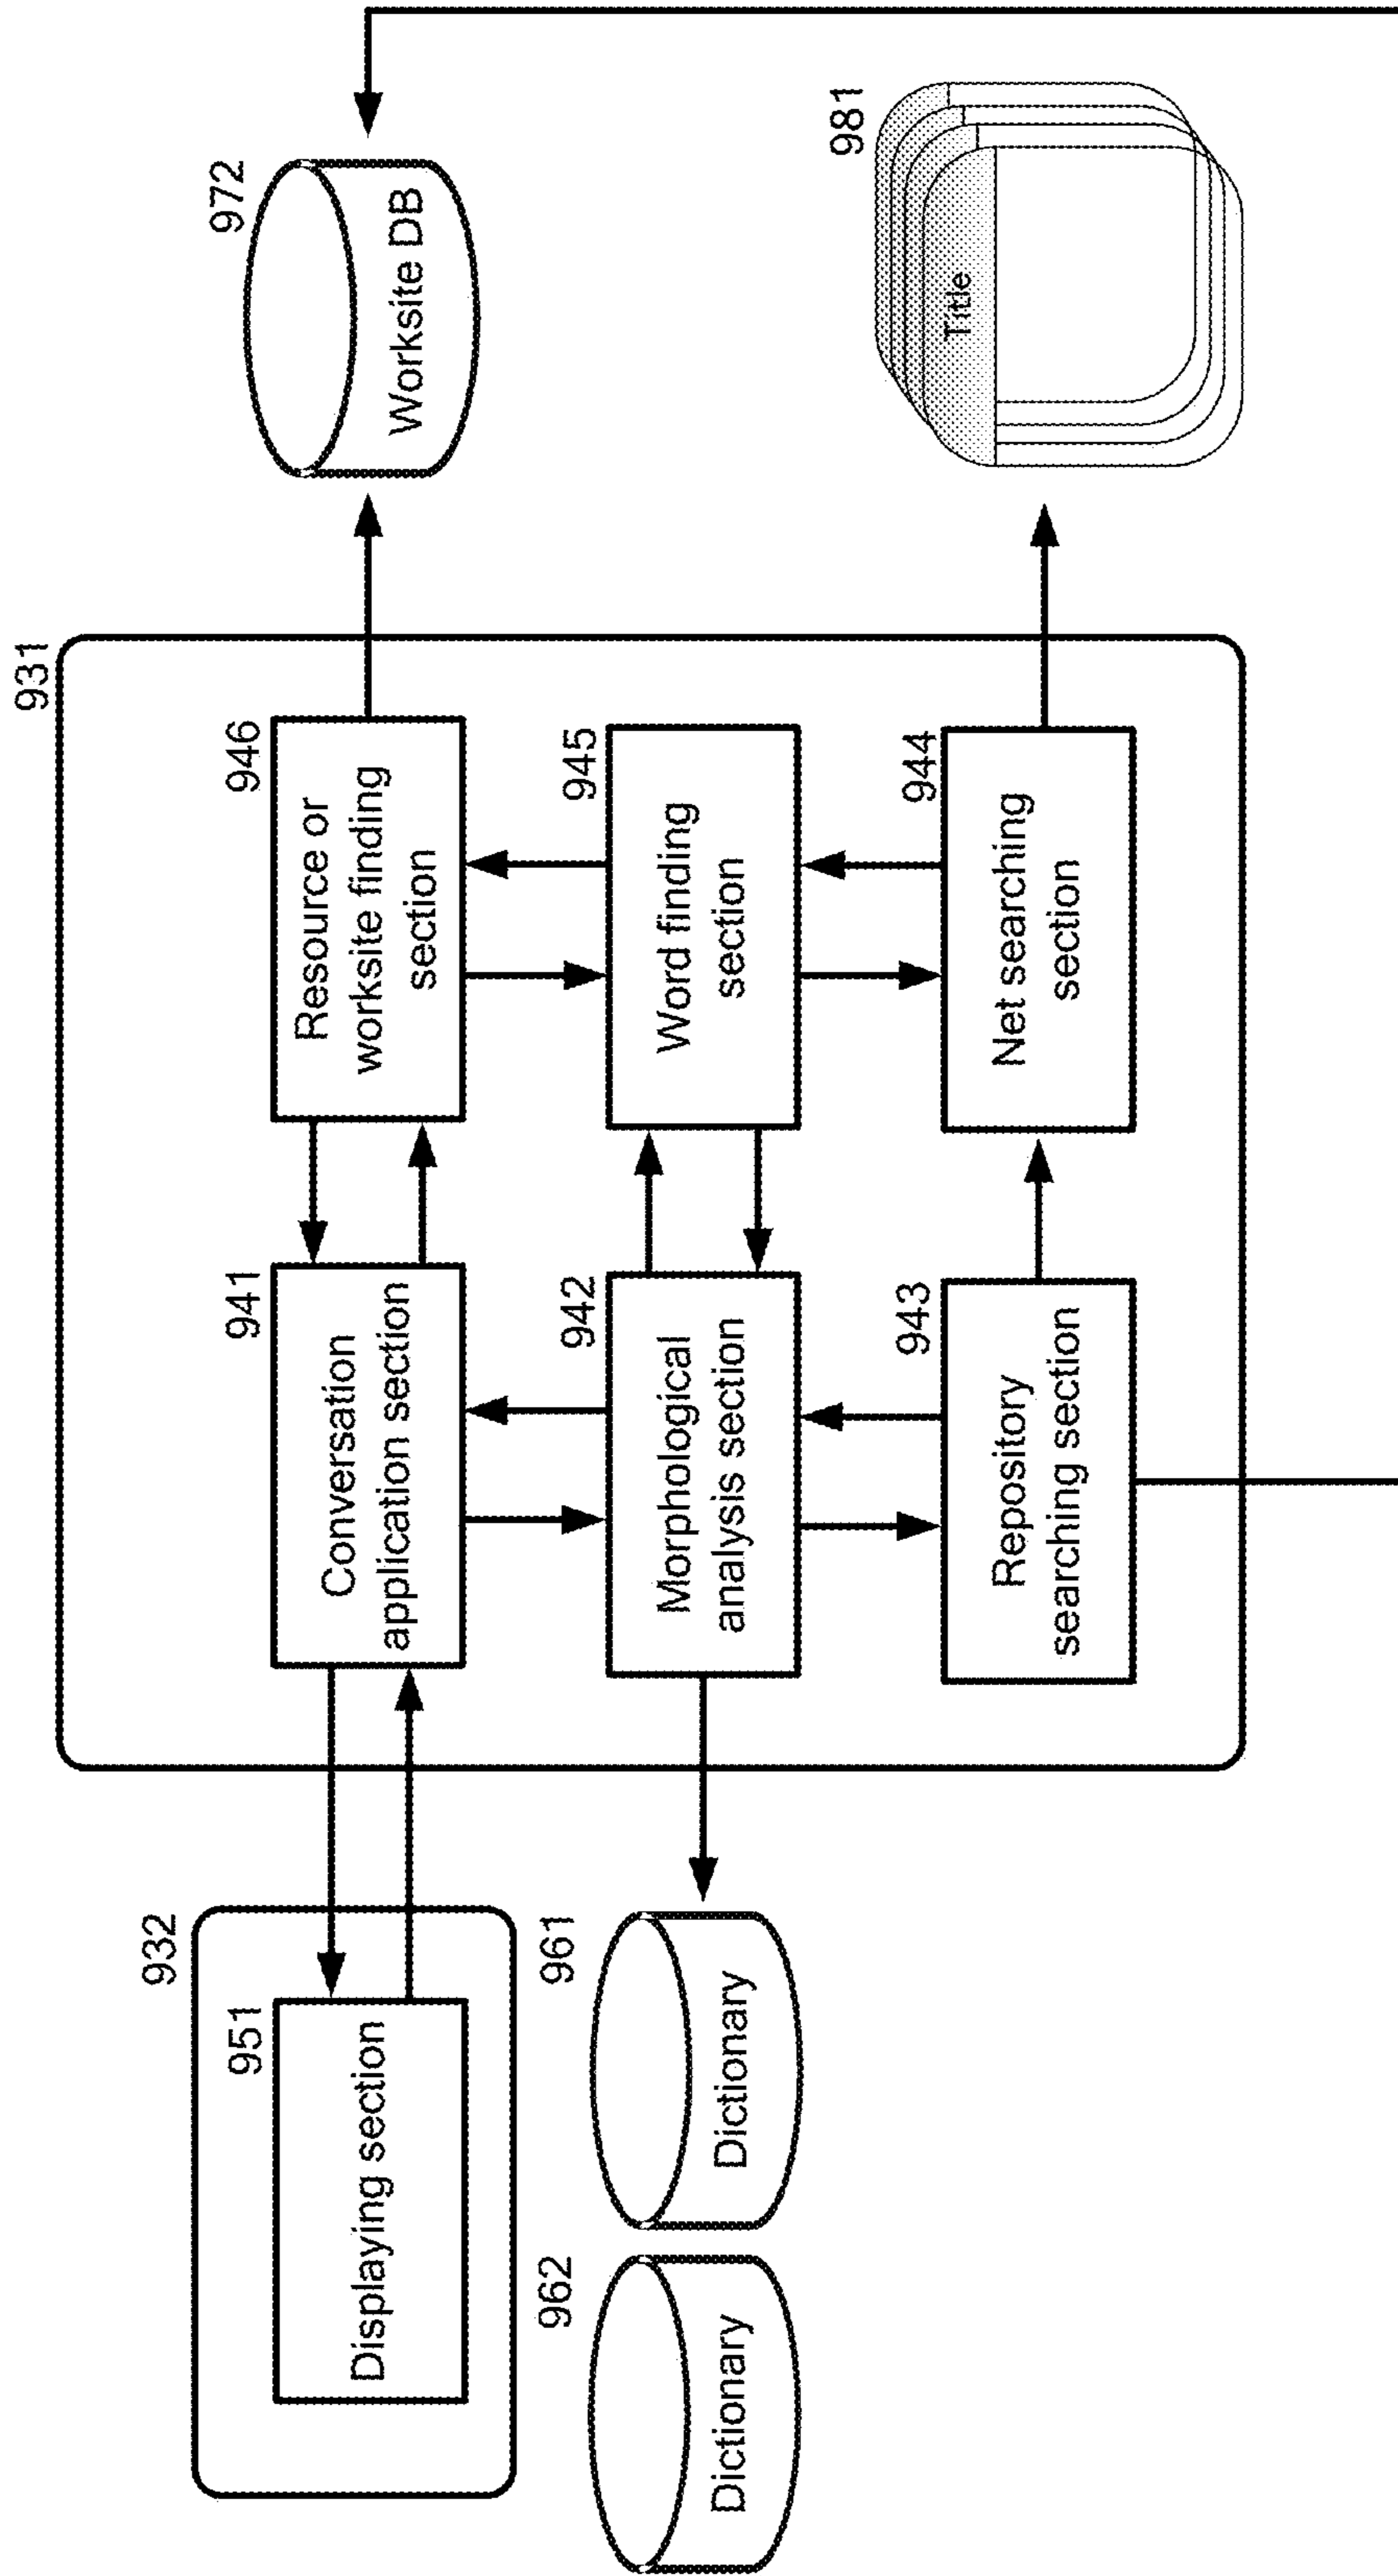 931
932
951
Displaying section
941
Conversation
application section
946
Resource or
worksite finding
section
972
Worksite DB
962
Dictionary
961
Dictionary
942
Morphological
analysis section
945
Word finding
section
943
Repository
searching section
944
Net searching
section
981
Title